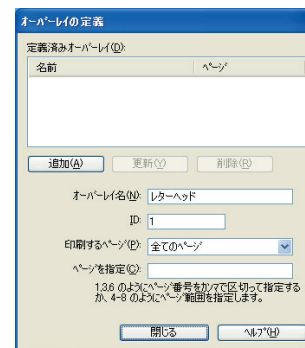 オーバーレイの定義
定義済みオーバーレイ(D):
名前 ページ
追加(A) 更新(Y) 削除(R)
オーバーレイ名(N): レターヘッド
ID: 1
印刷するページ(P): 全てのページ
ページを指定(C):
1,3,6 のようにページ番号をカンマで区切って指定する
か、4-8 のようにページ範囲を指定します。
閉じる ヘルプ(H)